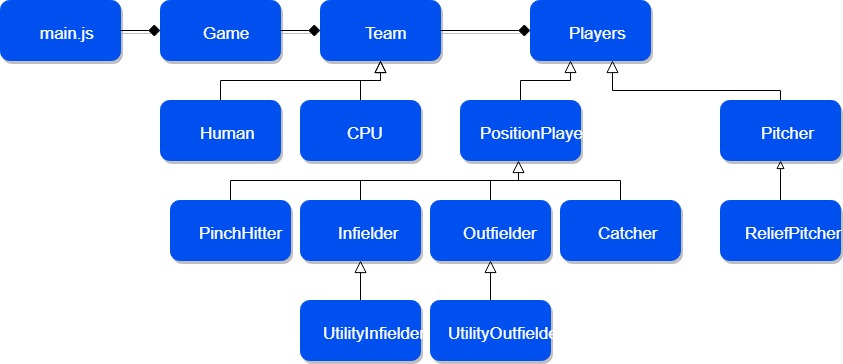 main.js
Game
Team
Players
Human
CPU
PositionPlaye
Pitcher
PinchHitter
Infielder
Outfielder
Catcher
ReliefPitcher
UtilityInfielder
UtilityOutfielde